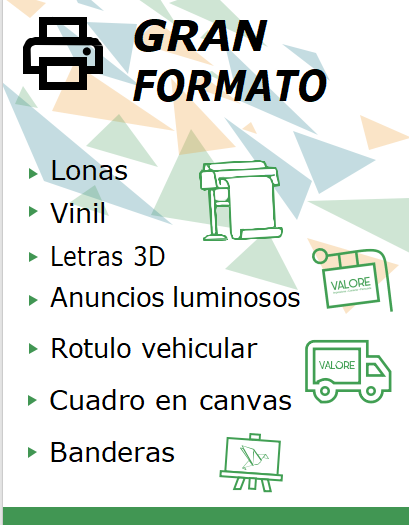 GRAN
FORMATO
Lonas
Vinil
Letras 3D
Anuncios luminosos
VALORE
Rotulo vehicular
VALORE
Cuadro en canvas
Banderas